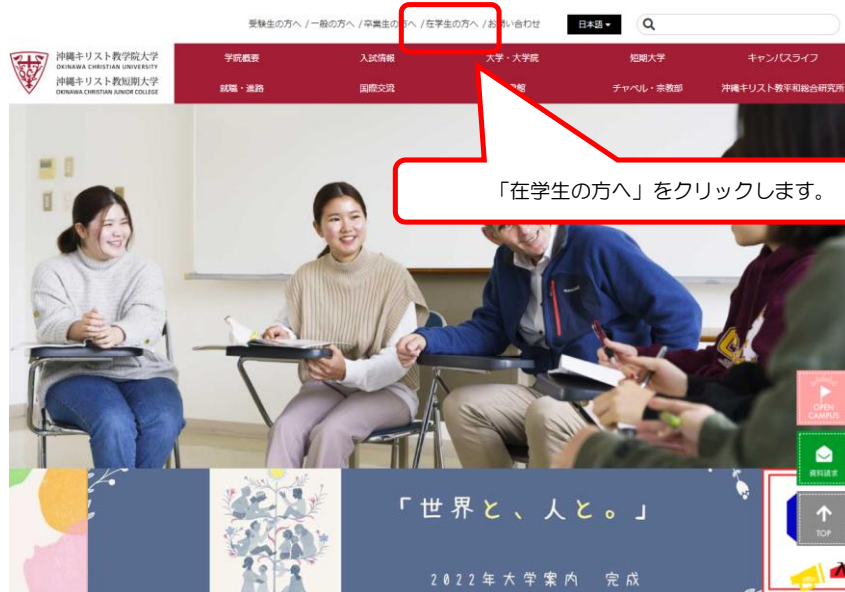 受験生の方へ / 一般の方へ / 卒業生の方へ / 在学生の方へ / お問い合わせ
日本語
沖縄キリスト教学院大学
OKINAWA CHRISTIAN UNIVERSITY
沖縄キリスト教短期大学
OKINAWA CHRISTIAN JUNIOR COLLEGE
学院概要 入試情報 大学・大学院 短期大学 キャンパスライフ
就職・進路 国際交流 館 チャペル・宗教部 沖縄キリスト教平和総合研究所
「在学生の方へ」をクリックします。
OPEN
CAMPUS
資料請求
TOP
「世界と、人と。」
2022年大学案内 完成